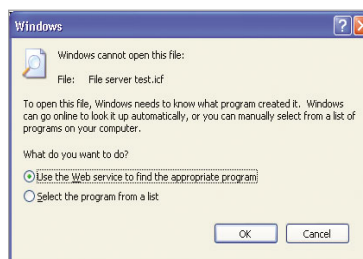 Windows
Windows cannot open this file:
File: File server test.icf
To open this file, Windows needs to know what program created it. Windows
can go online to look it up automatically, or you can manually select from a list of
programs on your computer.
What do you want to do?
Use the Web service to find the appropriate program
Select the program from a list
OK Cancel